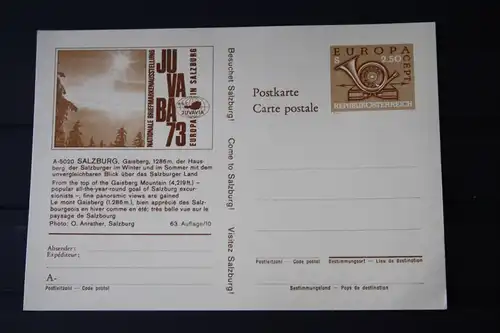 NATIONALE BRIEFMARKENAUSSTELLUNG
JU
VA
BA
73
EUROPA IN SALZBURG
JUVAVIA
A-5020 SALZBURG, Gaisberg, 1286m, der Haus-
berg, der Salzburger im Winter und im Sommer mit dem
unvergleichbaren Blick über das Salzburger Land
From the top of the Gaisberg Mountain (4,219ft.) –
popular all-the-year-round goal of Salzburg excur-
sionists –, fine panoramic views are gained
Le mont Gaisberg (1.286m.), bien apprécié des Salz-
bourgeois en hiver comme en été; très belle vue sur le
paysage de Salzbourg
Photo: O. Anrather, Salzburg 63. Auflage/10
Absender:
Expéditeur:
A-
Postleitzahl — Code postal
Besuchet Salzburg! Come to Salzburg! Visitez Salzburg!
Postkarte
Carte postale
EUROPA
CEPT
S 2.50
REPUBLIK ÖSTERREICH
Postleitzahl — Code postal Bestimmungsort — Lieu de destination
Bestimmungsland — Pays de destination